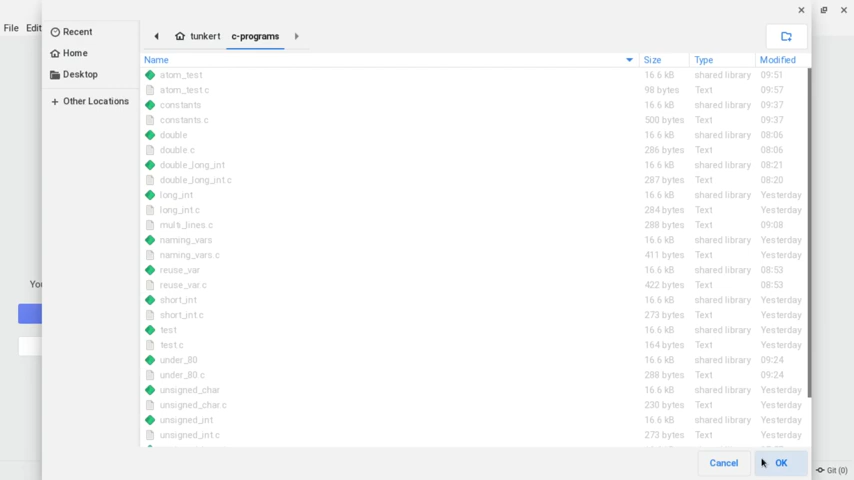 File Edit
tunkert c-programs
Recent
Home
Desktop
Other Locations
Name Size Type Modified
atom_test 16.6 kB shared library 09:51
atom_test.c 98 bytes Text 09:57
constants 16.6 kB shared library 09:37
constants.c 500 bytes Text 09:37
double 16.6 kB shared library 08:06
double.c 286 bytes Text 08:06
double_long_int 16.6 kB shared library 08:21
double_long_int.c 287 bytes Text 08:20
long_int 16.6 kB shared library Yesterday
long_int.c 284 bytes Text Yesterday
multi_lines.c 288 bytes Text 09:08
naming_vars 16.6 kB shared library Yesterday
naming_vars.c 411 bytes Text Yesterday
reuse_var 16.6 kB shared library 08:53
reuse_var.c 422 bytes Text 08:53
short_int 16.6 kB shared library Yesterday
short_int.c 273 bytes Text Yesterday
test 16.6 kB shared library Yesterday
test.c 164 bytes Text Yesterday
under_80 16.6 kB shared library 09:24
under_80.c 288 bytes Text 09:24
unsigned_char 16.6 kB shared library Yesterday
unsigned_char.c 230 bytes Text Yesterday
unsigned_int 16.6 kB shared library Yesterday
unsigned_int.c 273 bytes Text Yesterday
Cancel OK
Git (0)